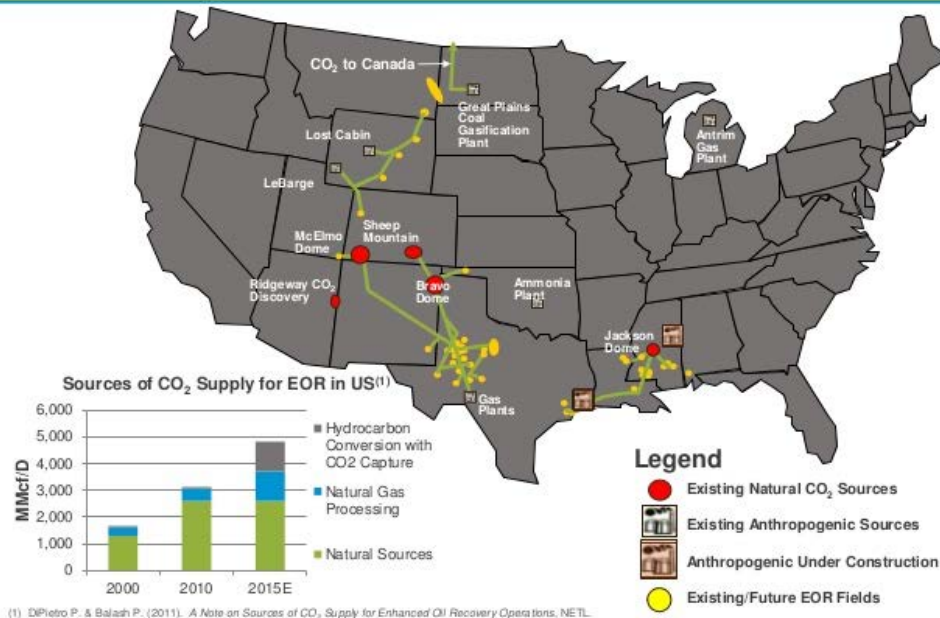 CO₂ to Canada
Great Plains
Coal
Gasification
Plant
Antrim
Gas
Plant
Lost Cabin
LeBarge
McElmo
Dome
Sheep
Mountain
Ridgeway CO₂
Discovery
Bravo
Dome
Ammonia
Plant
Jackson
Dome
Gas
Plants
Sources of CO₂ Supply for EOR in US(1)
MMcf/D
6,000
5,000
4,000
3,000
2,000
1,000
0
2000
2010
2015E
Hydrocarbon
Conversion with
CO2 Capture
Natural Gas
Processing
Natural Sources
Legend
Existing Natural CO₂ Sources
Existing Anthropogenic Sources
Anthropogenic Under Construction
Existing/Future EOR Fields
(1) DiPietro P. & Balash P. (2011). A Note on Sources of CO₂ Supply for Enhanced Oil Recovery Operations, NETL.